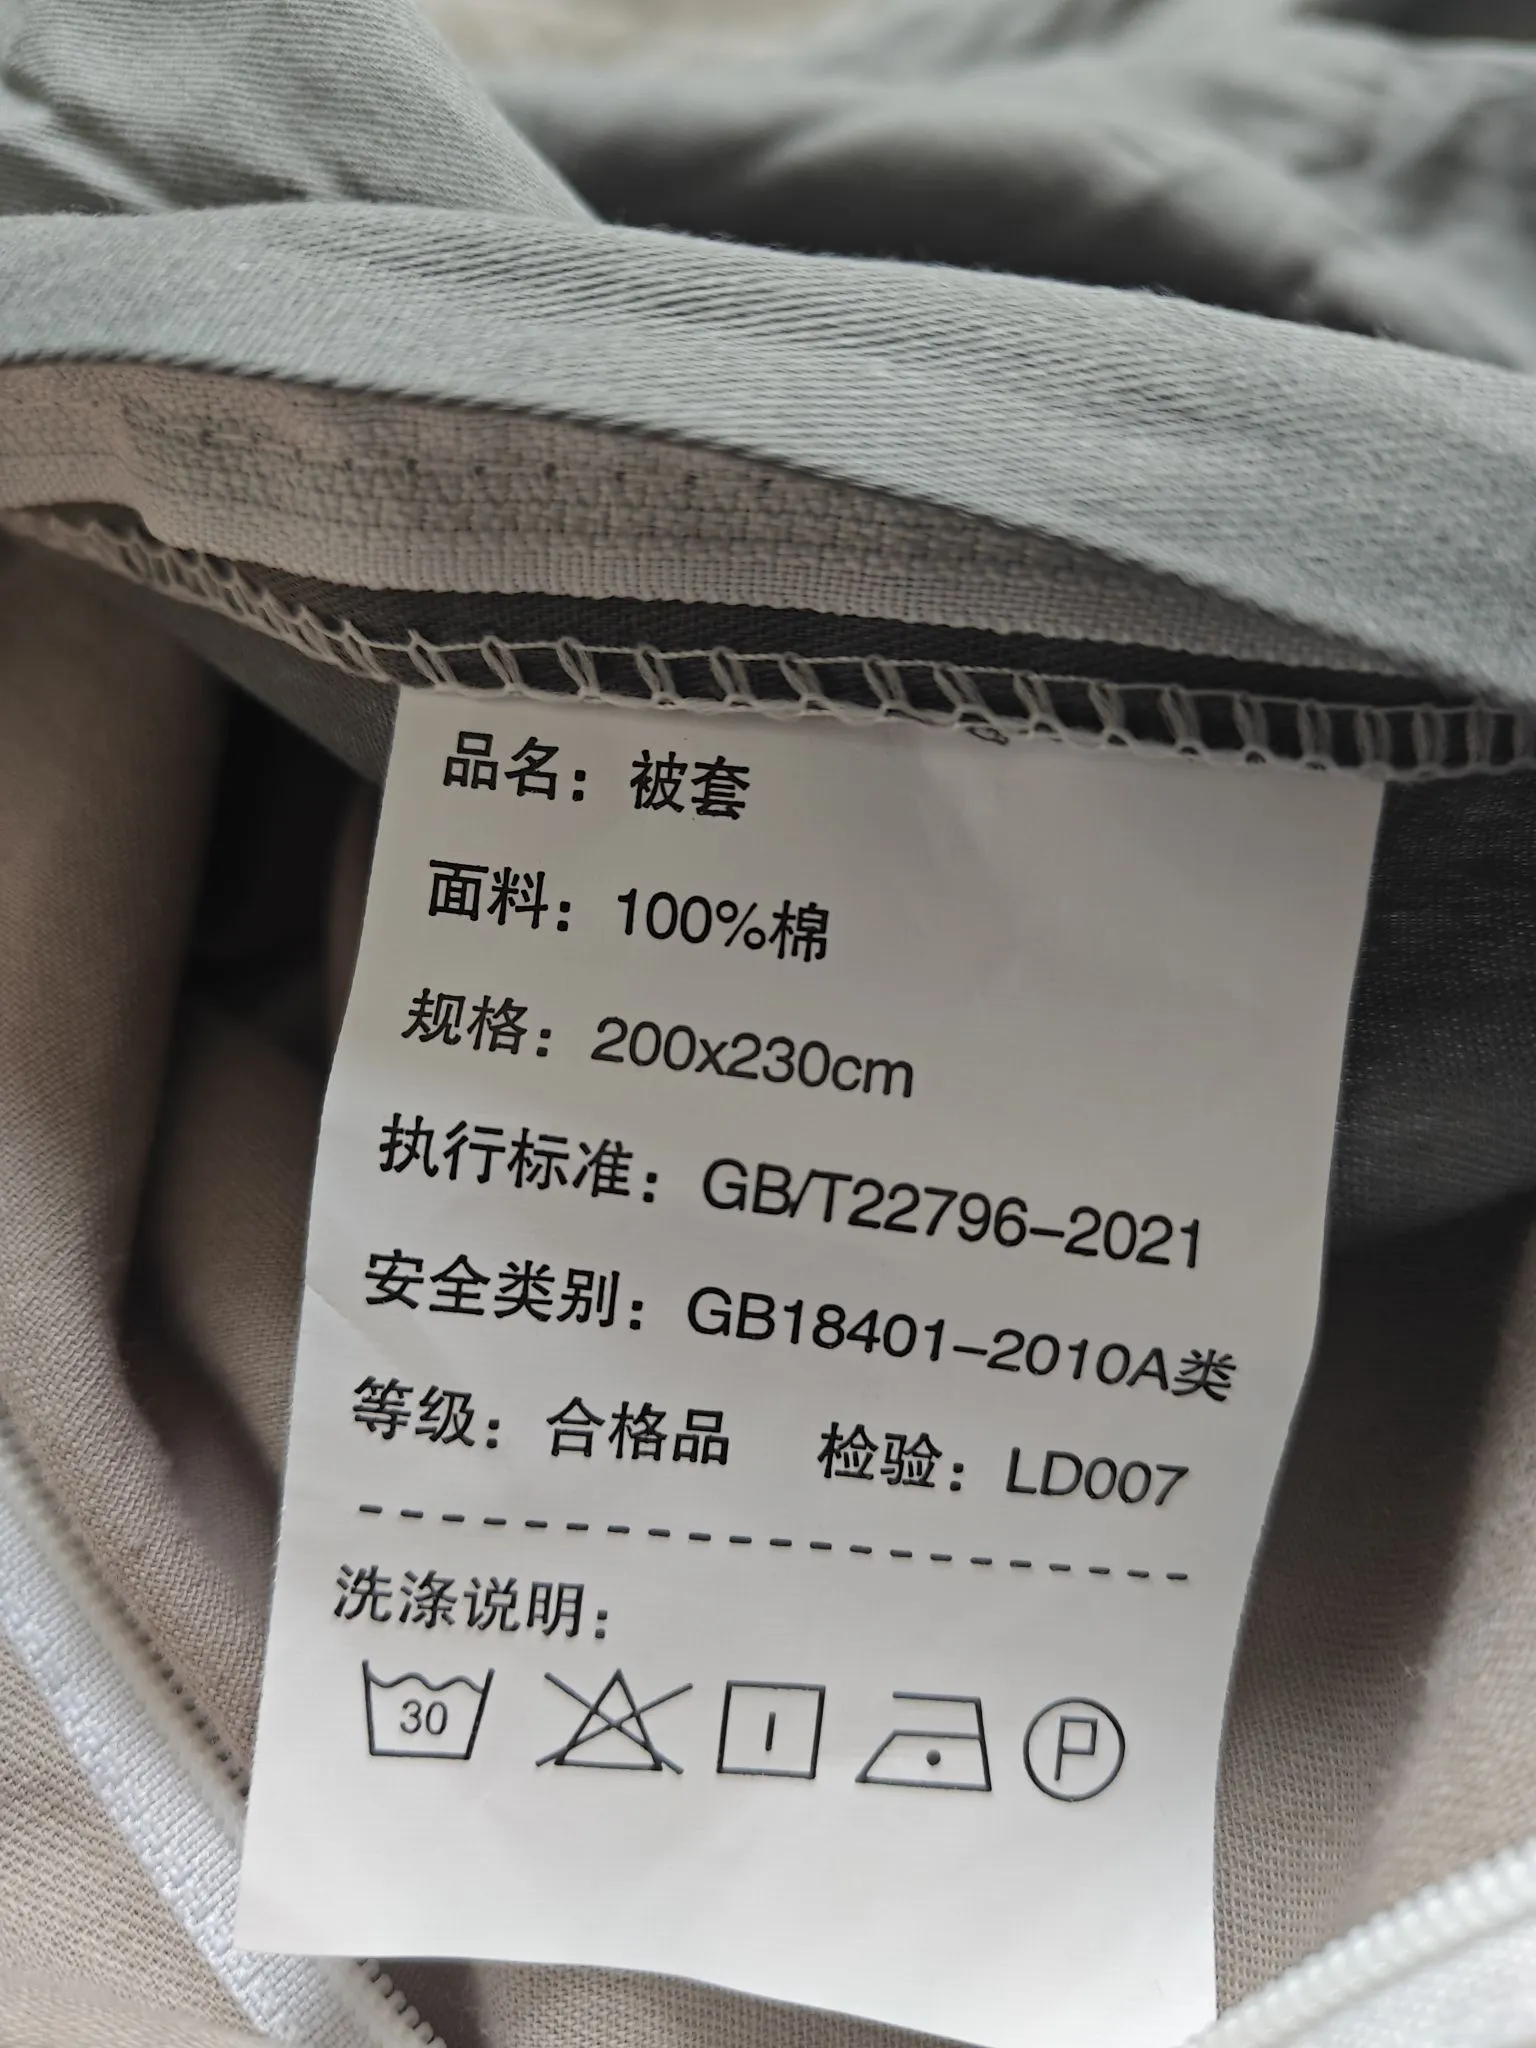 品名：被套
面料：100%棉
规格：200x230cm
执行标准：GB/T22796-2021
安全类别：GB18401-2010A类
等级：合格品 检验：LD007
洗涤说明：
30 P